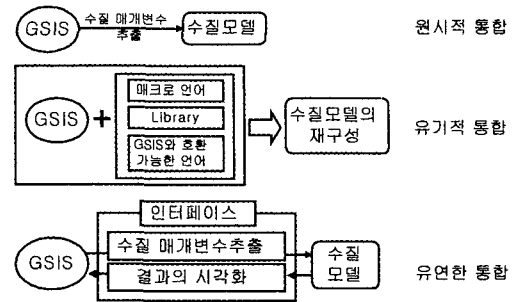 GSIS
수질 매개변수
추출
수질모델
원시적 통합
GSIS
+
매크로 언어
Library
GSIS와 호환
가능한 언어
수질모델의
재구성
유기적 통합
인터페이스
GSIS
수질 매개변수추출
결과의 시각화
수질
모델
유연한 통합